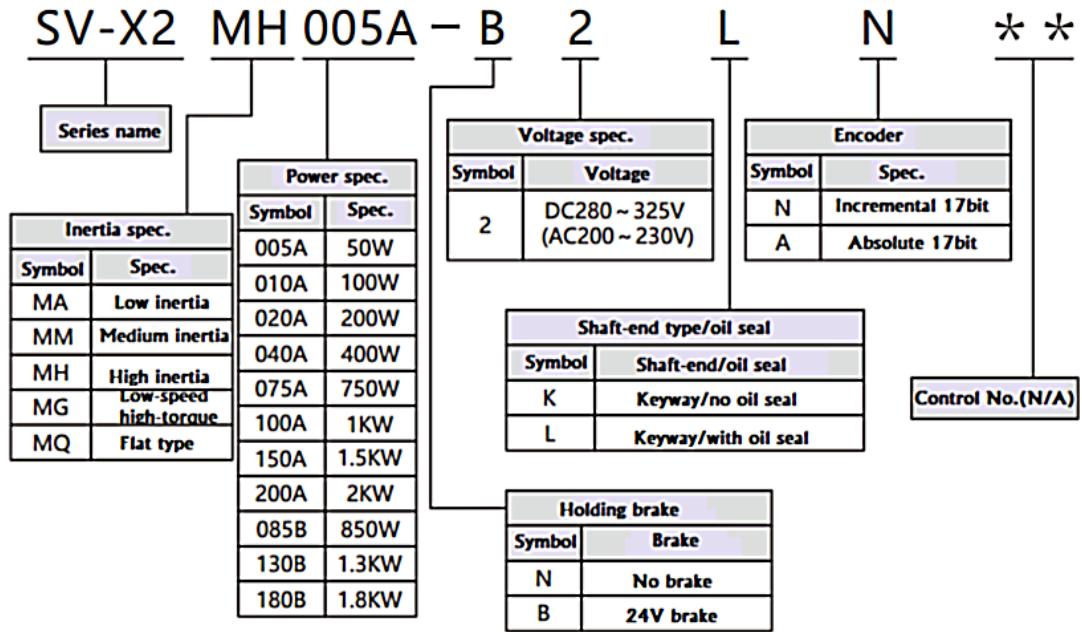 SV-X2 MH 005A - B 2 L N * *
Series name
Inertia spec.
Symbol Spec.
MA Low inertia
MM Medium inertia
MH High inertia
MG Low-speed
high-torque
MQ Flat type
Power spec.
Symbol Spec.
005A 50W
010A 100W
020A 200W
040A 400W
075A 750W
100A 1KW
150A 1.5KW
200A 2KW
085B 850W
130B 1.3KW
180B 1.8KW
Voltage spec.
Symbol Voltage
2 DC280~325V
(AC200~230V)
Encoder
Symbol Spec.
N Incremental 17bit
A Absolute 17bit
Shaft-end type/oil seal
Symbol Shaft-end/oil seal
K Keyway/no oil seal
L Keyway/with oil seal
Control No.(N/A)
Holding brake
Symbol Brake
N No brake
B 24V brake